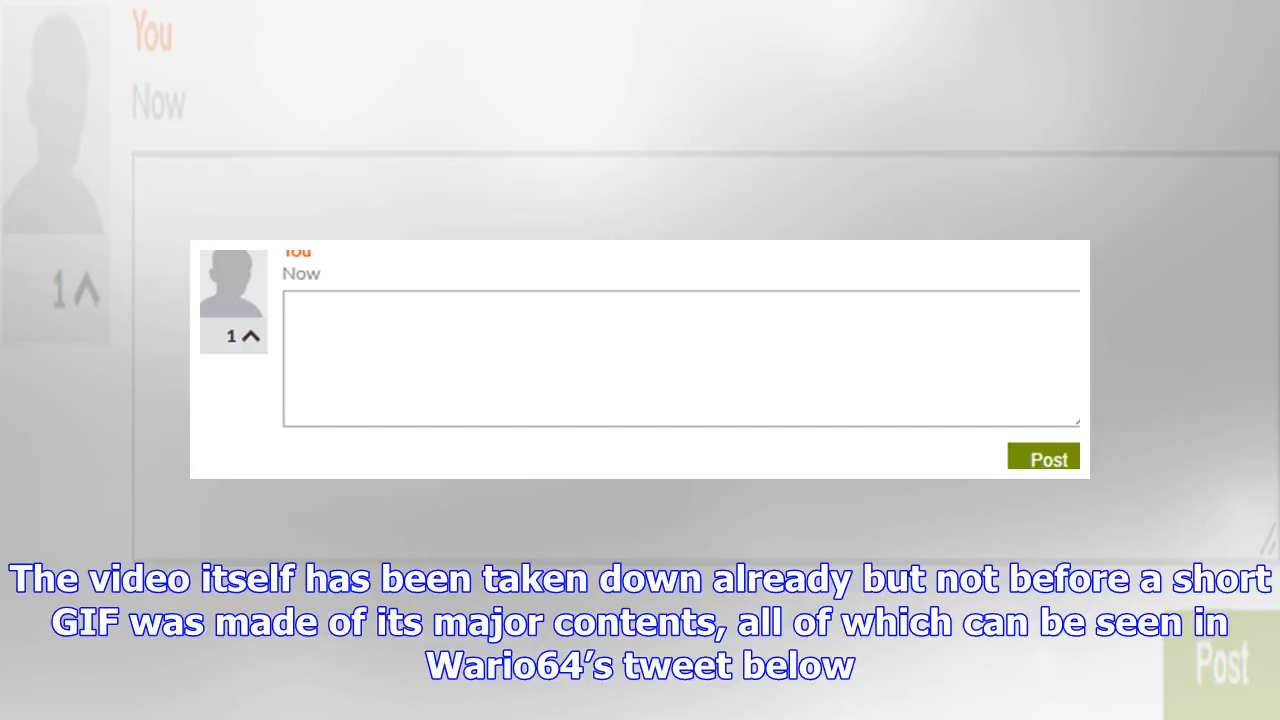 You
Now
1
You
Now
1
Post
The video itself has been taken down already but not before a short
GIF was made of its major contents, all of which can be seen in
Wario64’s tweet below
Post